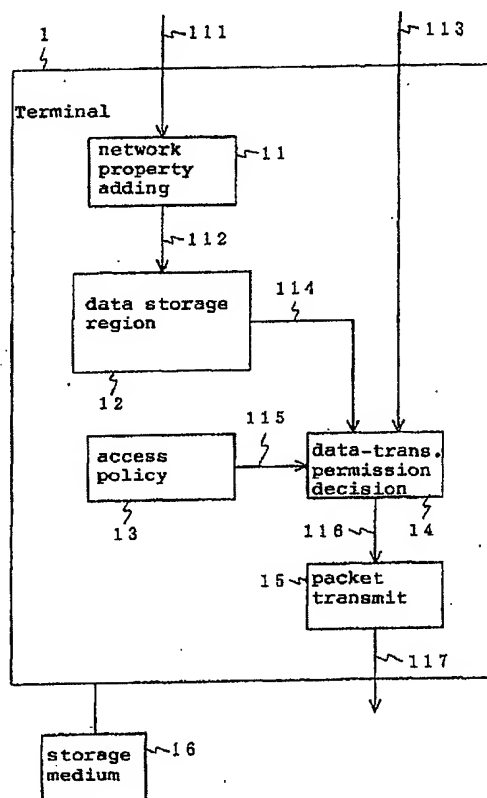 1
111
113
Terminal
network
property
adding
11
112
data storage
region
114
12
115
access
policy
data-trans.
permission
decision
13
116
14
15
packet
transmit
117
storage
medium
16